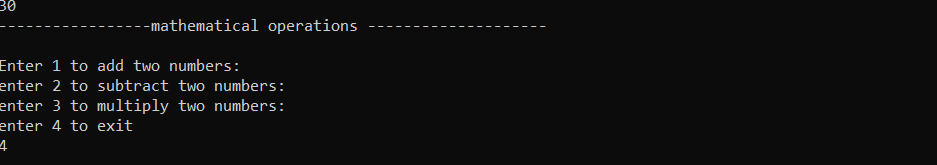 30
-----------------mathematical operations --------------------
Enter 1 to add two numbers:
enter 2 to subtract two numbers:
enter 3 to multiply two numbers:
enter 4 to exit
4